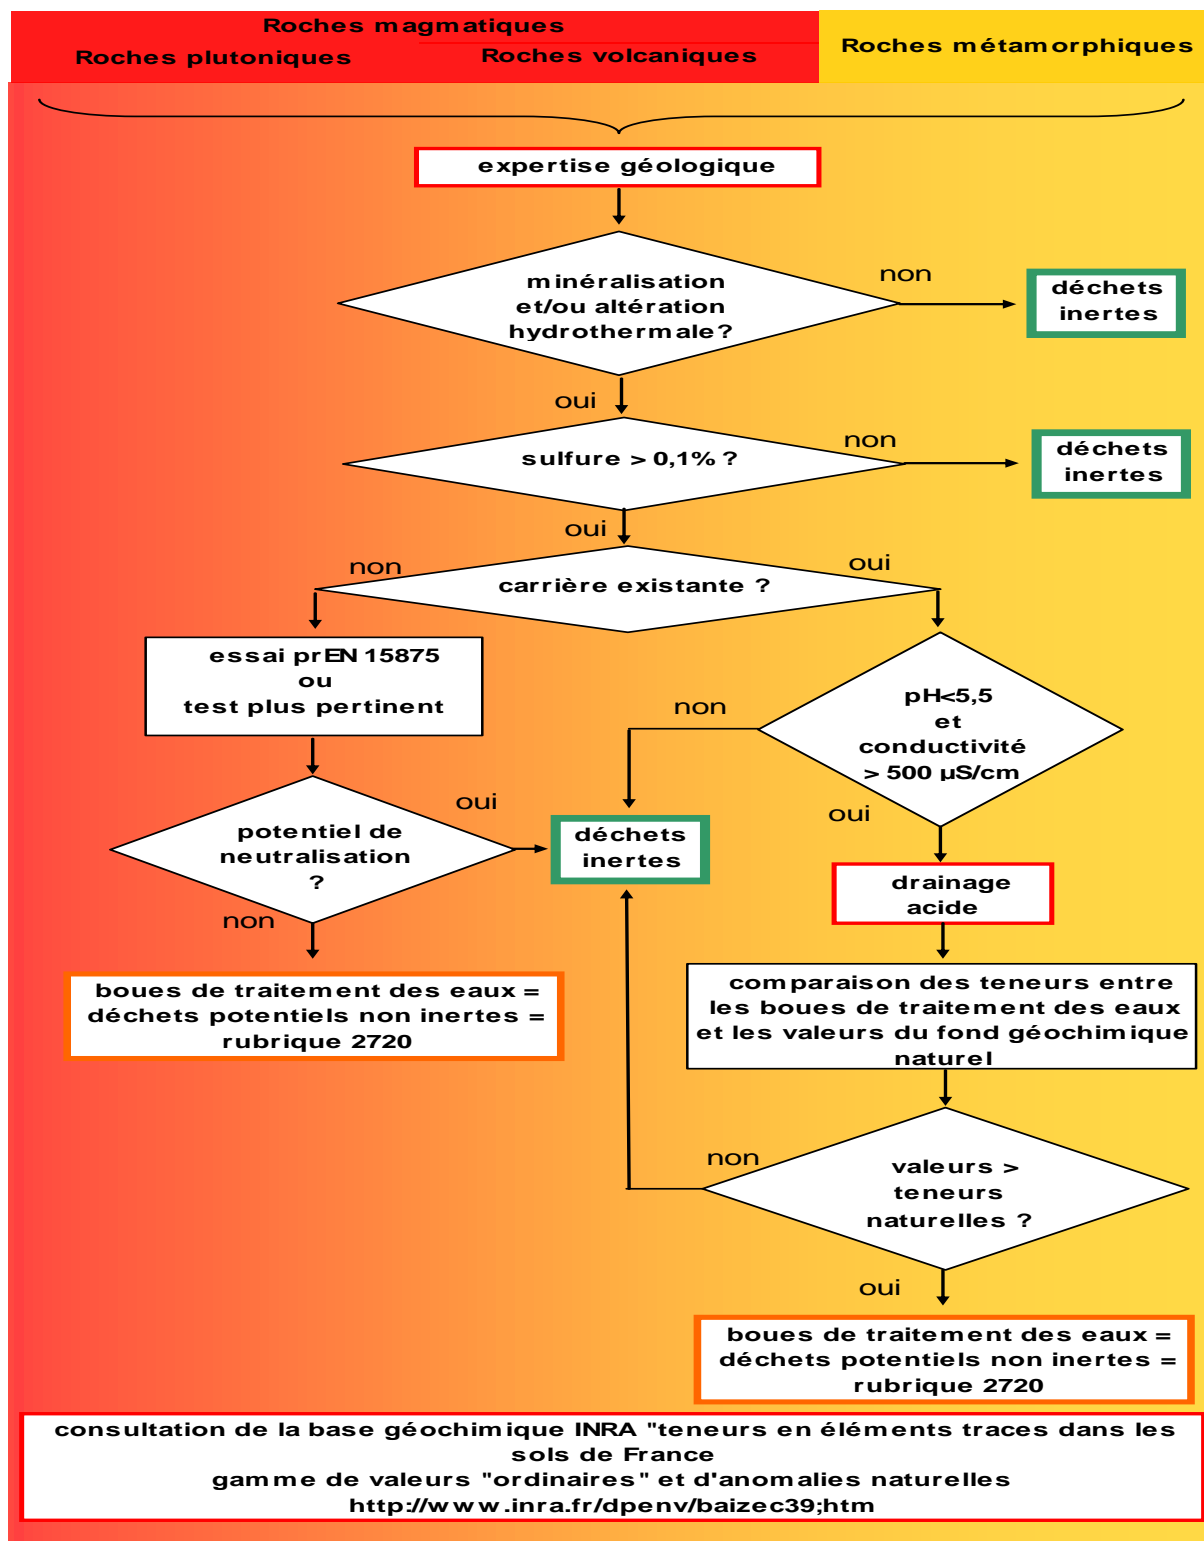 Roches magmatiques
Roches plutoniques
Roches volcaniques
Roches métamorphiques
expertise géologique
minéralisation
et/ou altération
hydrothermale?
non
déchets
inertes
oui
sulfure > 0,1% ?
non
déchets
inertes
oui
carrière existante ?
non
oui
essai prEN 15875
ou
test plus pertinent
pH<5,5
et
conductivité
> 500 µS/cm
non
oui
potentiel de
neutralisation
?
oui
non
déchets
inertes
drainage
acide
boues de traitement des eaux =
déchets potentiels non inertes =
rubrique 2720
comparaison des teneurs entre
les boues de traitement des eaux
et les valeurs du fond géochimique
naturel
valeurs >
teneurs
naturelles ?
non
oui
boues de traitement des eaux =
déchets potentiels non inertes =
rubrique 2720
consultation de la base géochimique INRA "teneurs en éléments traces dans les
sols de France
gamme de valeurs "ordinaires" et d'anomalies naturelles
http://www.inra.fr/dpenv/baizec39;htm